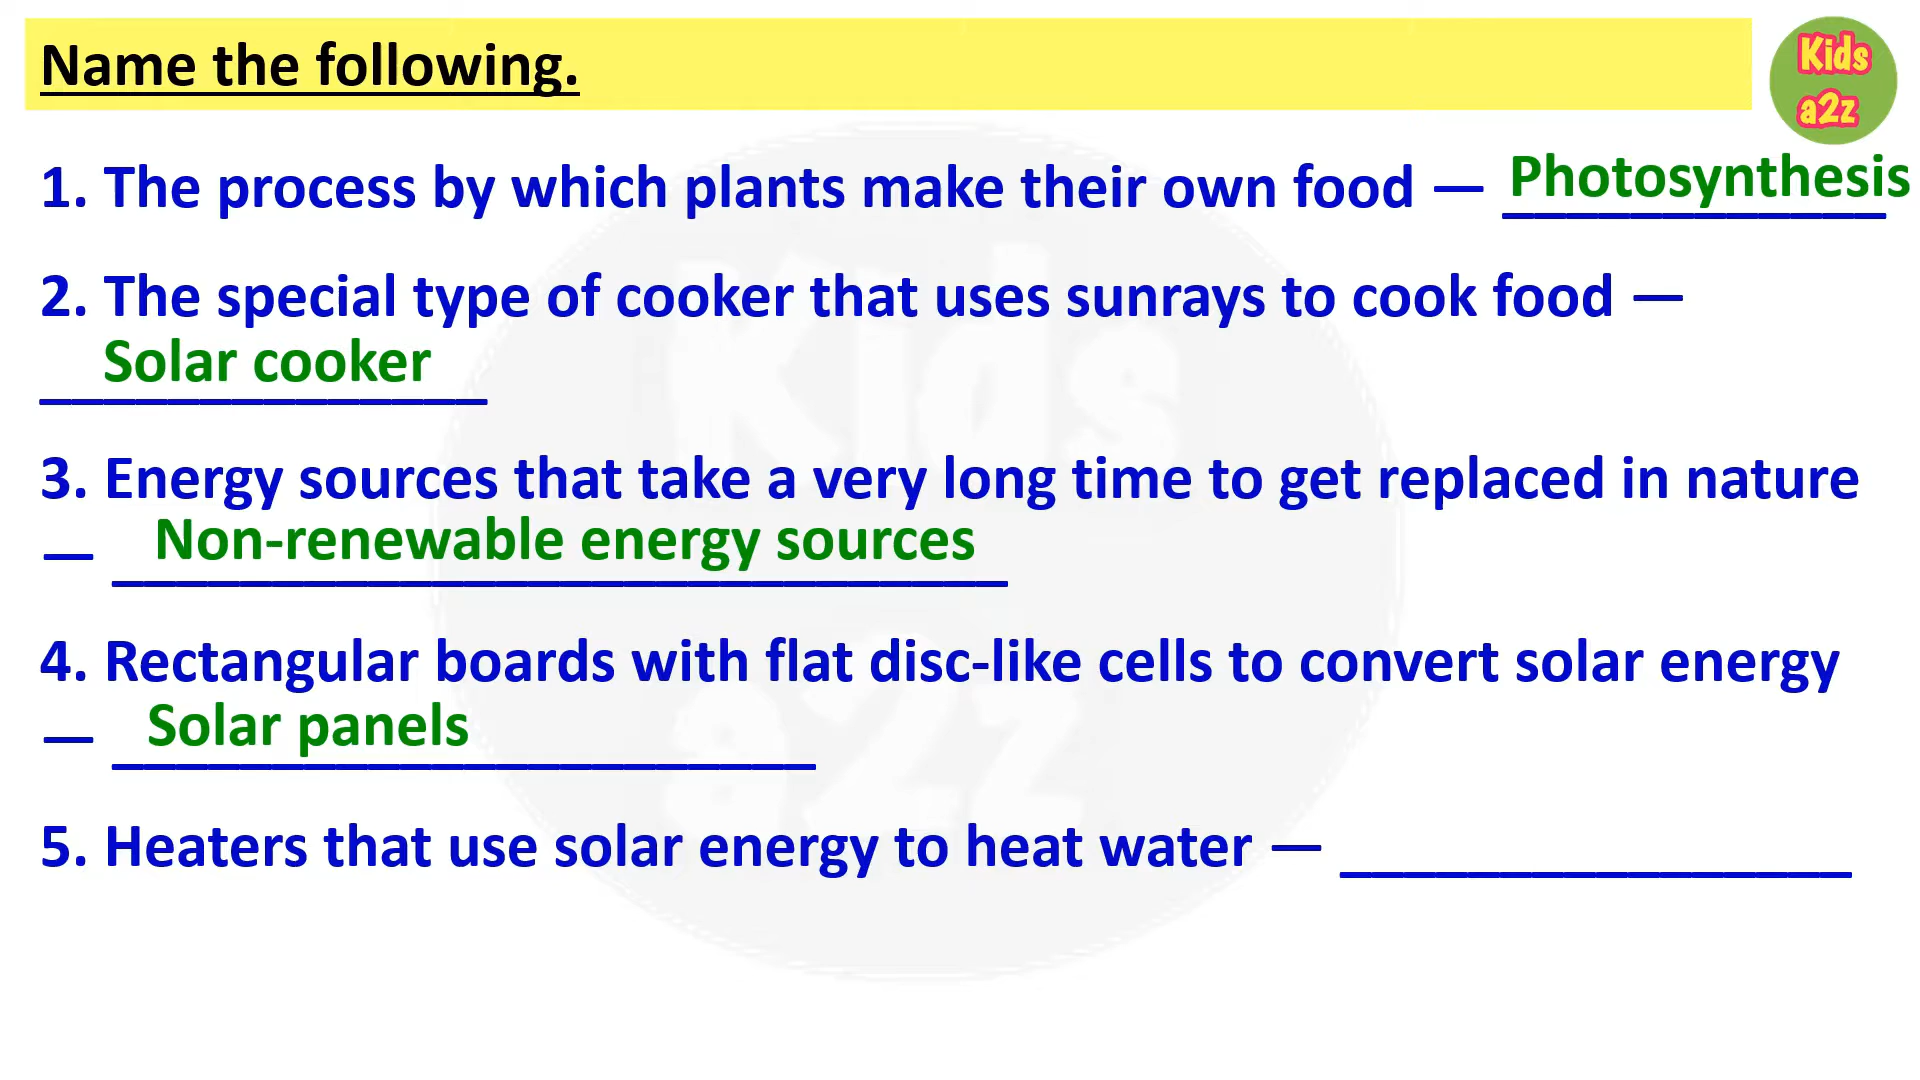 Name the following.
Kids
a2z
1. The process by which plants make their own food — Photosynthesis
2. The special type of cooker that uses sunrays to cook food —
Solar cooker
3. Energy sources that take a very long time to get replaced in nature
— Non-renewable energy sources
4. Rectangular boards with flat disc-like cells to convert solar energy
— Solar panels
5. Heaters that use solar energy to heat water — ________________
Kids
a2z